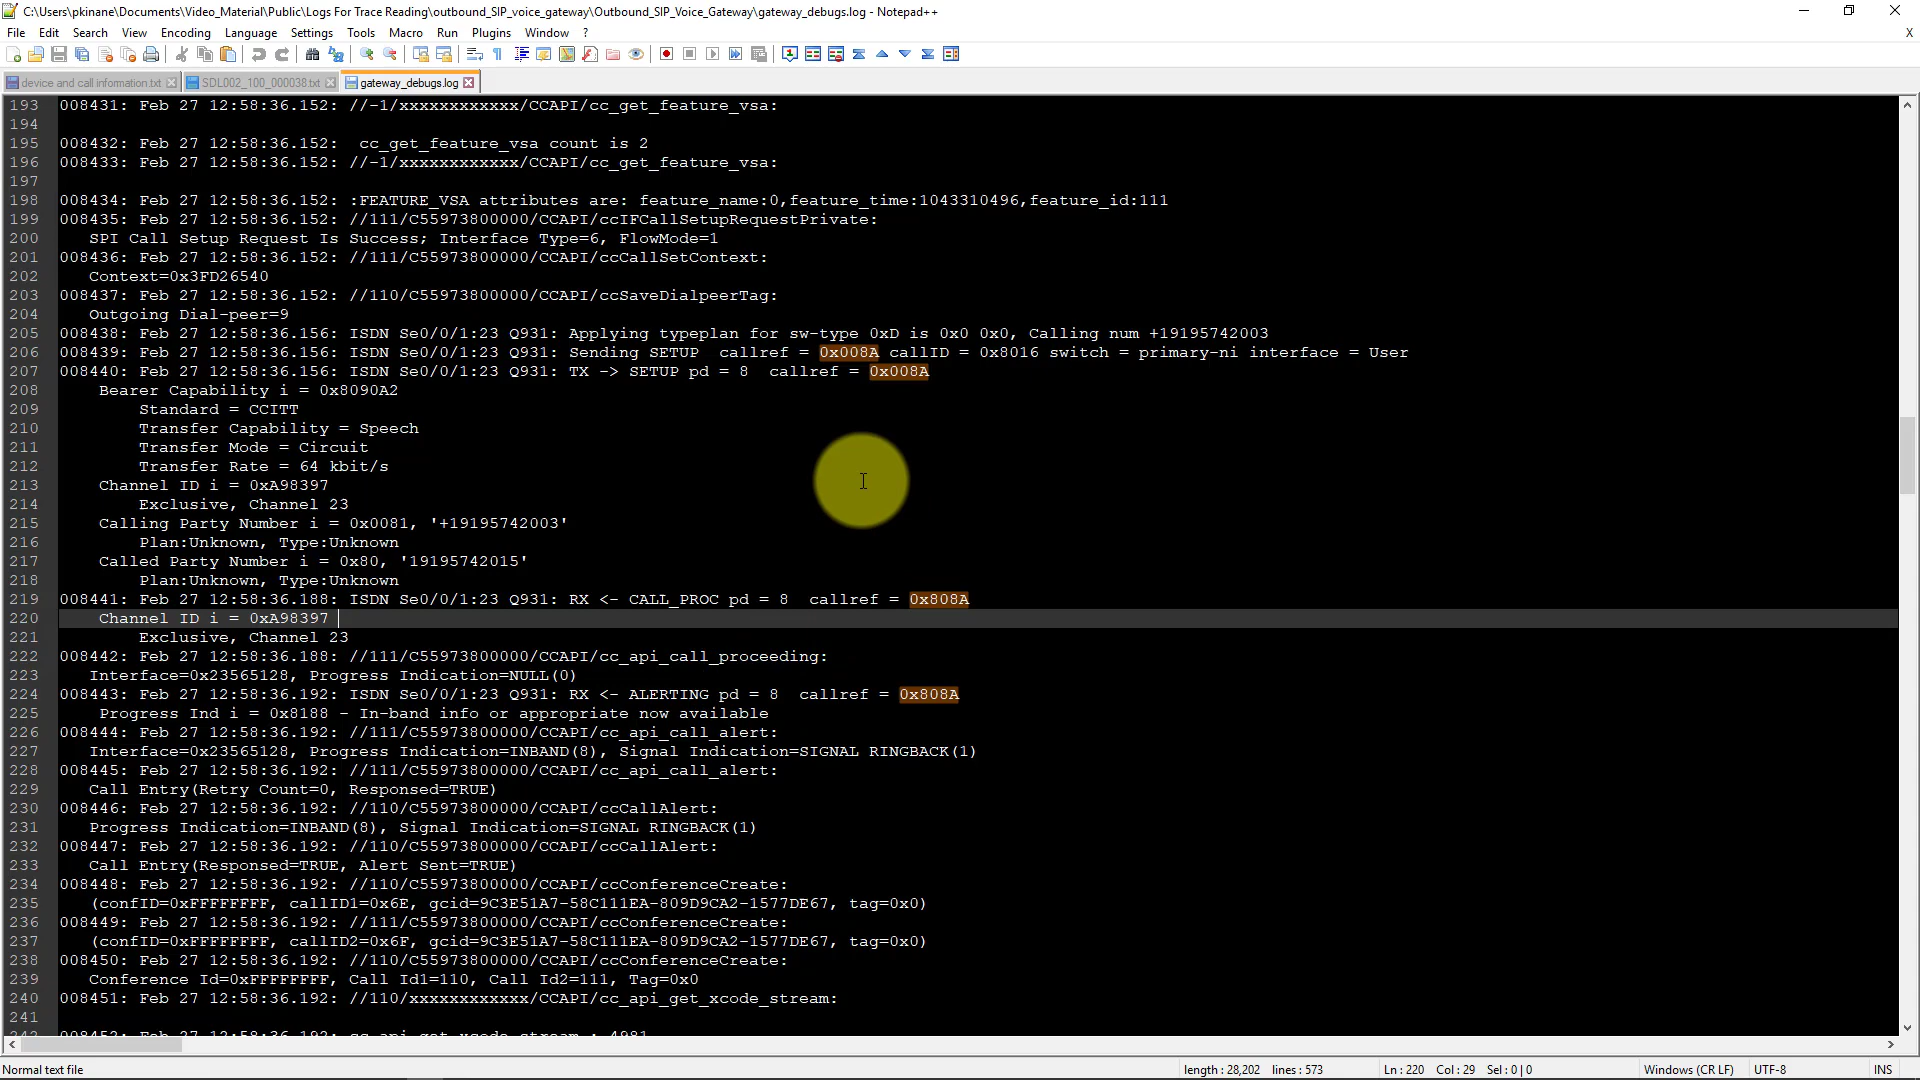 C:\Users\pkinane\Documents\Video_Material\Public\Logs For Trace Reading\outbound_SIP_voice_gateway\Outbound_SIP_Voice_Gateway\gateway_debugs.log - Notepad++
File Edit Search View Encoding Language Settings Tools Macro Run Plugins Window ? X
device and call information.txt SDL002_100_000038.txt gateway_debugs.log
193 008431: Feb 27 12:58:36.152: //-1/xxxxxxxxxxxx/CCAPI/cc_get_feature_vsa:
194
195 008432: Feb 27 12:58:36.152:  cc_get_feature_vsa count is 2
196 008433: Feb 27 12:58:36.152: //-1/xxxxxxxxxxxx/CCAPI/cc_get_feature_vsa:
197
198 008434: Feb 27 12:58:36.152: :FEATURE_VSA attributes are: feature_name:0,feature_time:1043310496,feature_id:111
199 008435: Feb 27 12:58:36.152: //111/C55973800000/CCAPI/ccIFCallSetupRequestPrivate:
200    SPI Call Setup Request Is Success; Interface Type=6, FlowMode=1
201 008436: Feb 27 12:58:36.152: //111/C55973800000/CCAPI/ccCallSetContext:
202    Context=0x3FD26540
203 008437: Feb 27 12:58:36.152: //110/C55973800000/CCAPI/ccSaveDialpeerTag:
204    Outgoing Dial-peer=9
205 008438: Feb 27 12:58:36.156: ISDN Se0/0/1:23 Q931: Applying typeplan for sw-type 0xD is 0x0 0x0, Calling num +19195742003
206 008439: Feb 27 12:58:36.156: ISDN Se0/0/1:23 Q931: Sending SETUP  callref = 0x008A callID = 0x8016 switch = primary-ni interface = User
207 008440: Feb 27 12:58:36.156: ISDN Se0/0/1:23 Q931: TX -> SETUP pd = 8  callref = 0x008A
208     Bearer Capability i = 0x8090A2
209         Standard = CCITT
210         Transfer Capability = Speech
211         Transfer Mode = Circuit
212         Transfer Rate = 64 kbit/s
213     Channel ID i = 0xA98397
214         Exclusive, Channel 23
215     Calling Party Number i = 0x0081, '+19195742003'
216         Plan:Unknown, Type:Unknown
217     Called Party Number i = 0x80, '19195742015'
218         Plan:Unknown, Type:Unknown
219 008441: Feb 27 12:58:36.188: ISDN Se0/0/1:23 Q931: RX <- CALL_PROC pd = 8  callref = 0x808A
220     Channel ID i = 0xA98397
221         Exclusive, Channel 23
222 008442: Feb 27 12:58:36.188: //111/C55973800000/CCAPI/cc_api_call_proceeding:
223    Interface=0x23565128, Progress Indication=NULL(0)
224 008443: Feb 27 12:58:36.192: ISDN Se0/0/1:23 Q931: RX <- ALERTING pd = 8  callref = 0x808A
225     Progress Ind i = 0x8188 - In-band info or appropriate now available
226 008444: Feb 27 12:58:36.192: //111/C55973800000/CCAPI/cc_api_call_alert:
227    Interface=0x23565128, Progress Indication=INBAND(8), Signal Indication=SIGNAL RINGBACK(1)
228 008445: Feb 27 12:58:36.192: //111/C55973800000/CCAPI/cc_api_call_alert:
229    Call Entry(Retry Count=0, Responsed=TRUE)
230 008446: Feb 27 12:58:36.192: //110/C55973800000/CCAPI/ccCallAlert:
231    Progress Indication=INBAND(8), Signal Indication=SIGNAL RINGBACK(1)
232 008447: Feb 27 12:58:36.192: //110/C55973800000/CCAPI/ccCallAlert:
233    Call Entry(Responsed=TRUE, Alert Sent=TRUE)
234 008448: Feb 27 12:58:36.192: //110/C55973800000/CCAPI/ccConferenceCreate:
235    (confID=0xFFFFFFFF, callID1=0x6E, gcid=9C3E51A7-58C111EA-809D9CA2-1577DE67, tag=0x0)
236 008449: Feb 27 12:58:36.192: //111/C55973800000/CCAPI/ccConferenceCreate:
237    (confID=0xFFFFFFFF, callID2=0x6F, gcid=9C3E51A7-58C111EA-809D9CA2-1577DE67, tag=0x0)
238 008450: Feb 27 12:58:36.192: //110/C55973800000/CCAPI/ccConferenceCreate:
239    Conference Id=0xFFFFFFFF, Call Id1=110, Call Id2=111, Tag=0x0
240 008451: Feb 27 12:58:36.192: //110/xxxxxxxxxxxx/CCAPI/cc_api_get_xcode_stream:
241
242 008452: Feb 27 12:58:36.192: cc_api_get_xcode_stream : 4981
Normal text file length : 28,202 lines : 573 Ln : 220 Col : 29 Sel : 0 | 0 Windows (CR LF) UTF-8 INS